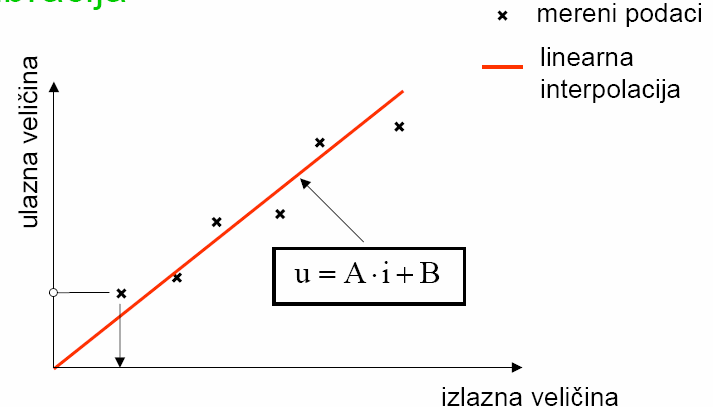 mereni podaci
linearna
interpolacija
ulazna veličina
u = A · i + B
izlazna veličina